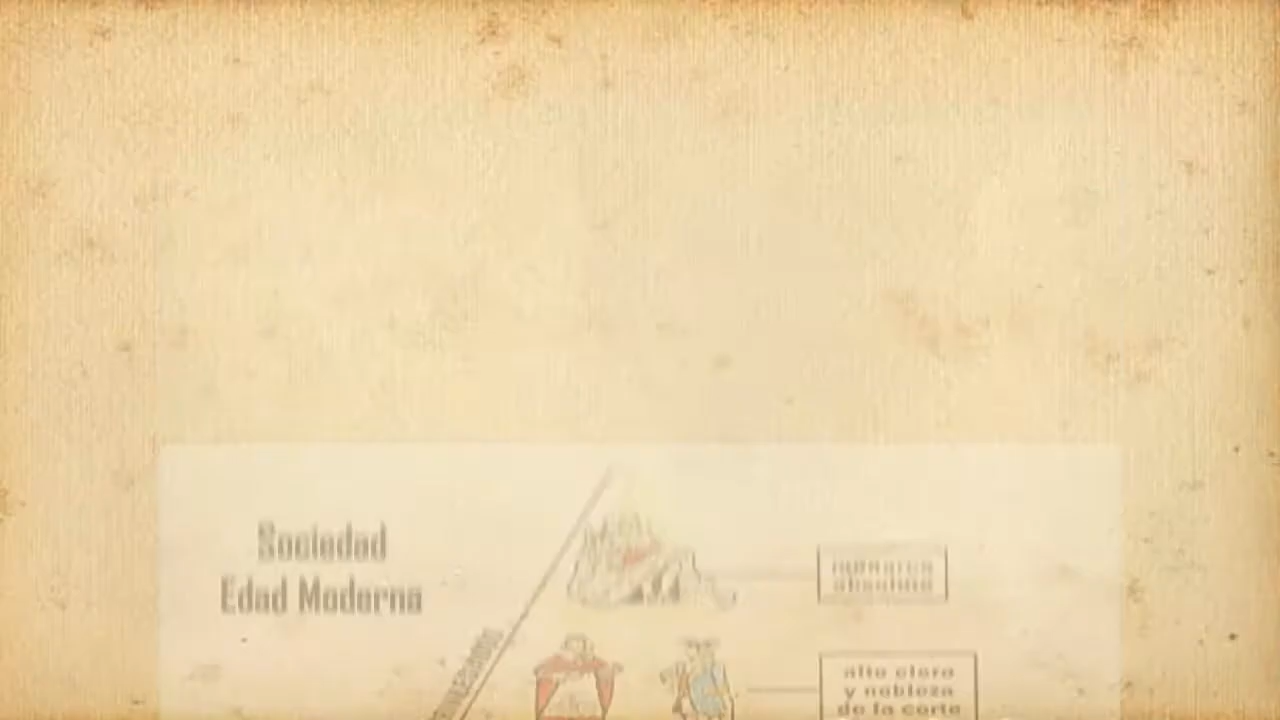 Sociedad
Edad Moderna
monarca
absoluto
alto clero
y nobleza
de la corte